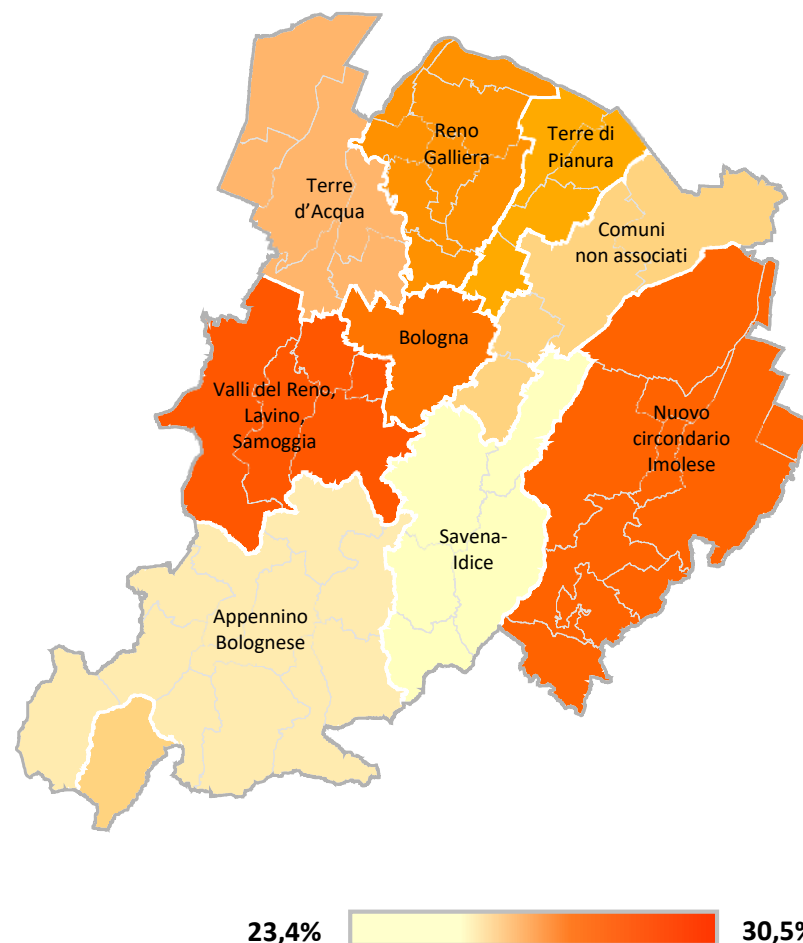 Reno
Galliera
Terre di
Pianura
Terre
d’Acqua
Comuni
non associati
Bologna
Valli del Reno,
Lavino,
Samoggia
Nuovo
circondario
Imolese
Savena-
Idice
Appennino
Bolognese
23,4%
30,5%